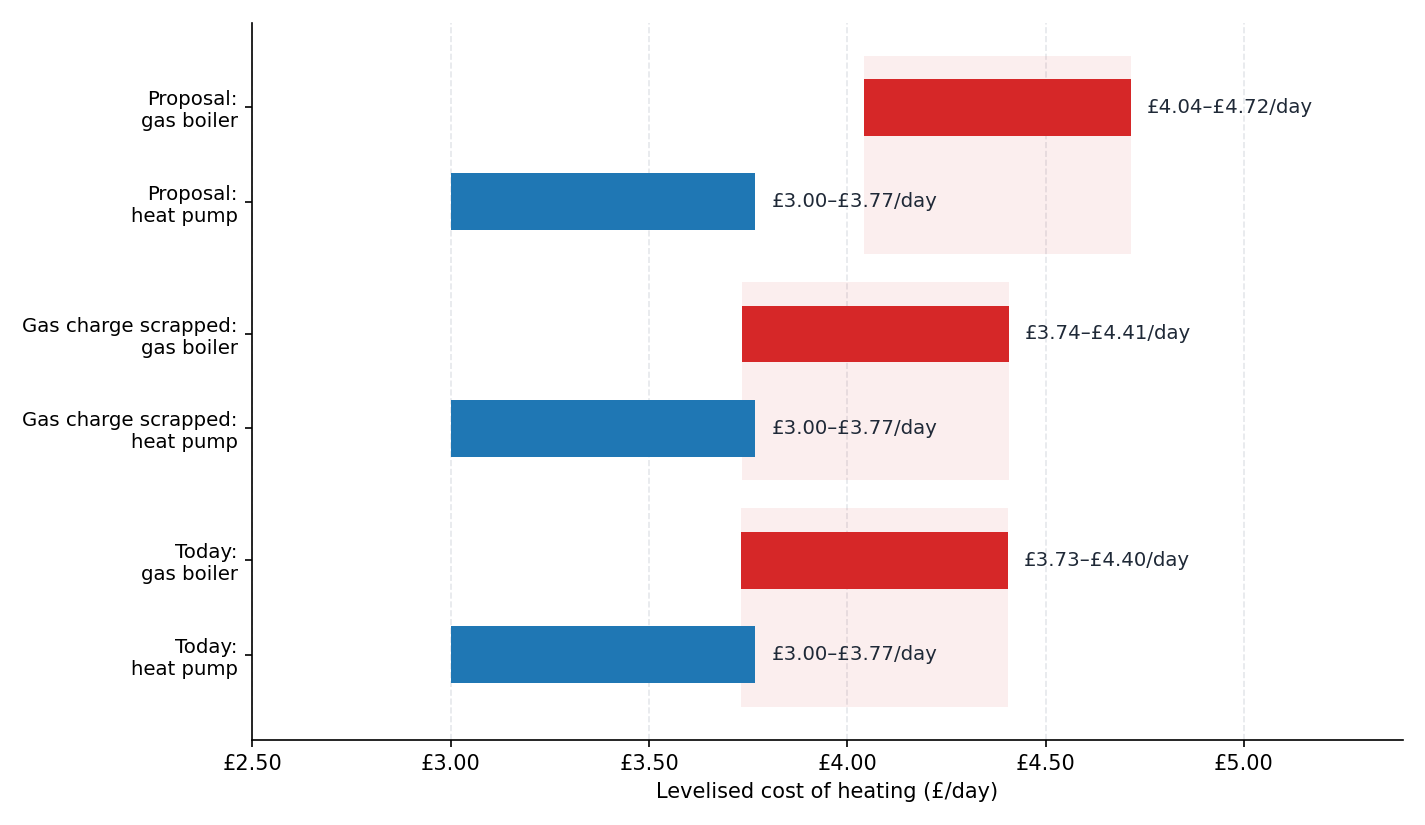 Proposal:
gas boiler
£4.04–£4.72/day
Proposal:
heat pump
£3.00–£3.77/day
Gas charge scrapped:
gas boiler
£3.74–£4.41/day
Gas charge scrapped:
heat pump
£3.00–£3.77/day
Today:
gas boiler
£3.73–£4.40/day
Today:
heat pump
£3.00–£3.77/day
£2.50 £3.00 £3.50 £4.00 £4.50 £5.00
Levelised cost of heating (£/day)